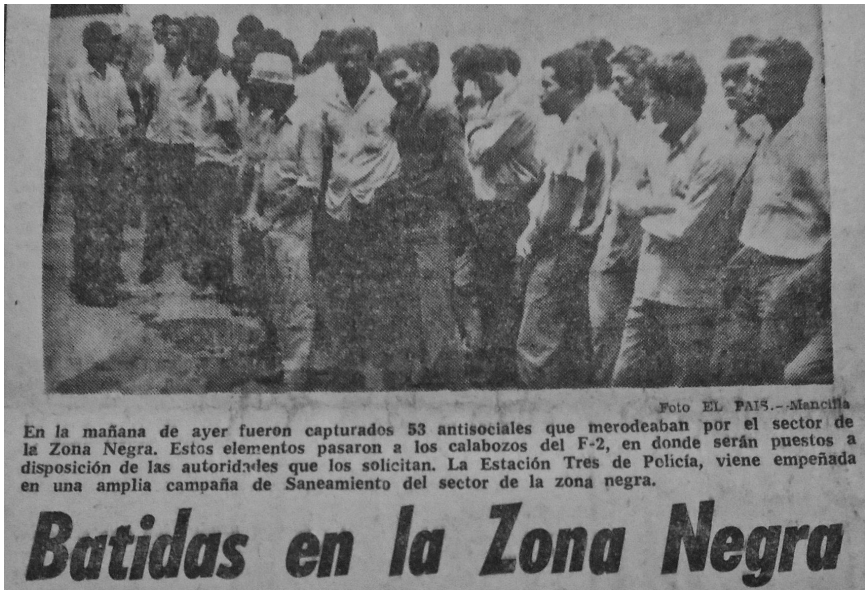 Foto EL PAIS.--Mancilla
En la mañana de ayer fueron capturados 53 antisociales que merodeaban por el sector de
la Zona Negra. Estos elementos pasaron a los calabozos del F-2, en donde serán puestos a
disposición de las autoridades que los solicitan. La Estación Tres de Policía, viene empeñada
en una amplia campaña de Saneamiento del sector de la zona negra.
Batidas en la Zona Negra